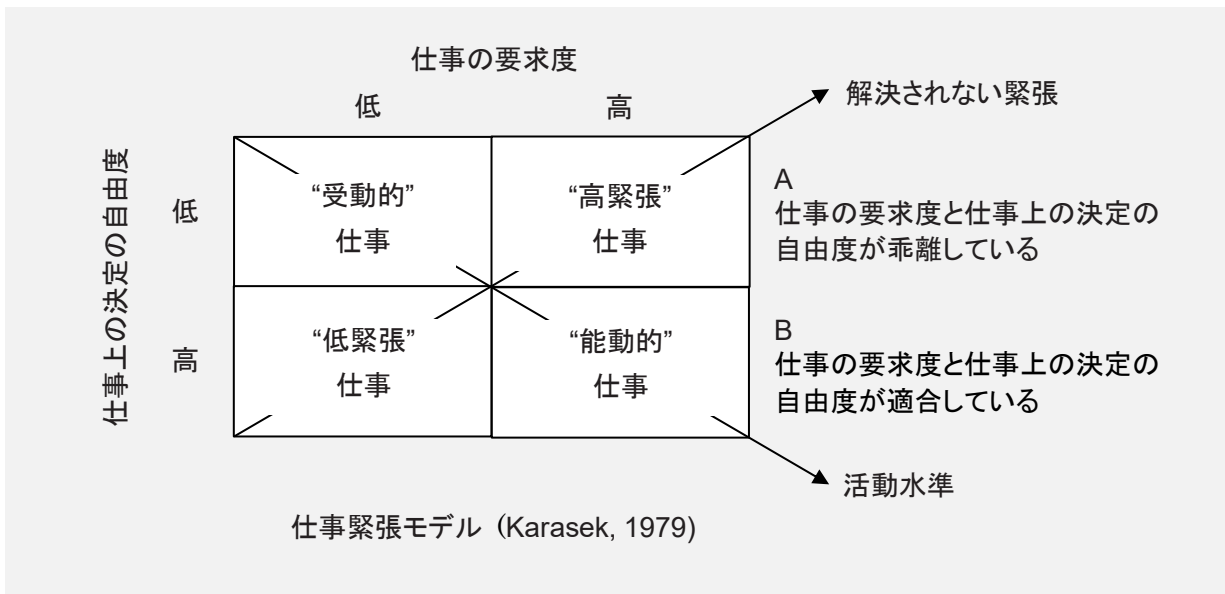 仕事の要求度
低 高
解決されない緊張
仕事上の決定の自由度
低
“受動的”
仕事
“高緊張”
仕事
A
仕事の要求度と仕事上の決定の
自由度が乖離している
高
“低緊張”
仕事
“能動的”
仕事
B
仕事の要求度と仕事上の決定の
自由度が適合している
活動水準
仕事緊張モデル (Karasek, 1979)